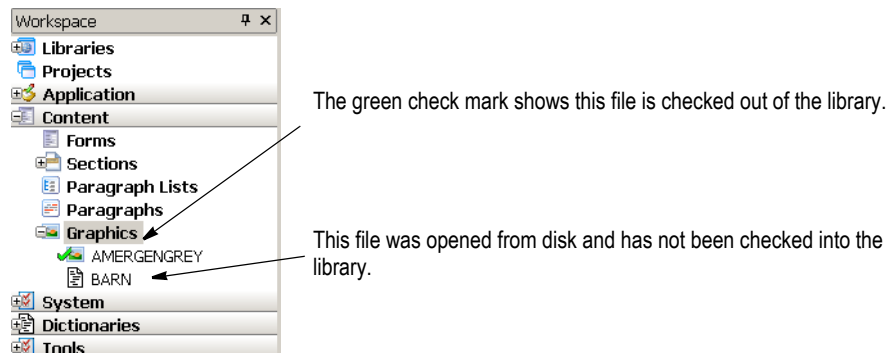 Workspace
Libraries
Projects
Application
Content
Forms
Sections
Paragraph Lists
Paragraphs
Graphics
AMERGENGREY
BARN
System
Dictionaries
Tools
The green check mark shows this file is checked out of the library.
This file was opened from disk and has not been checked into the
library.